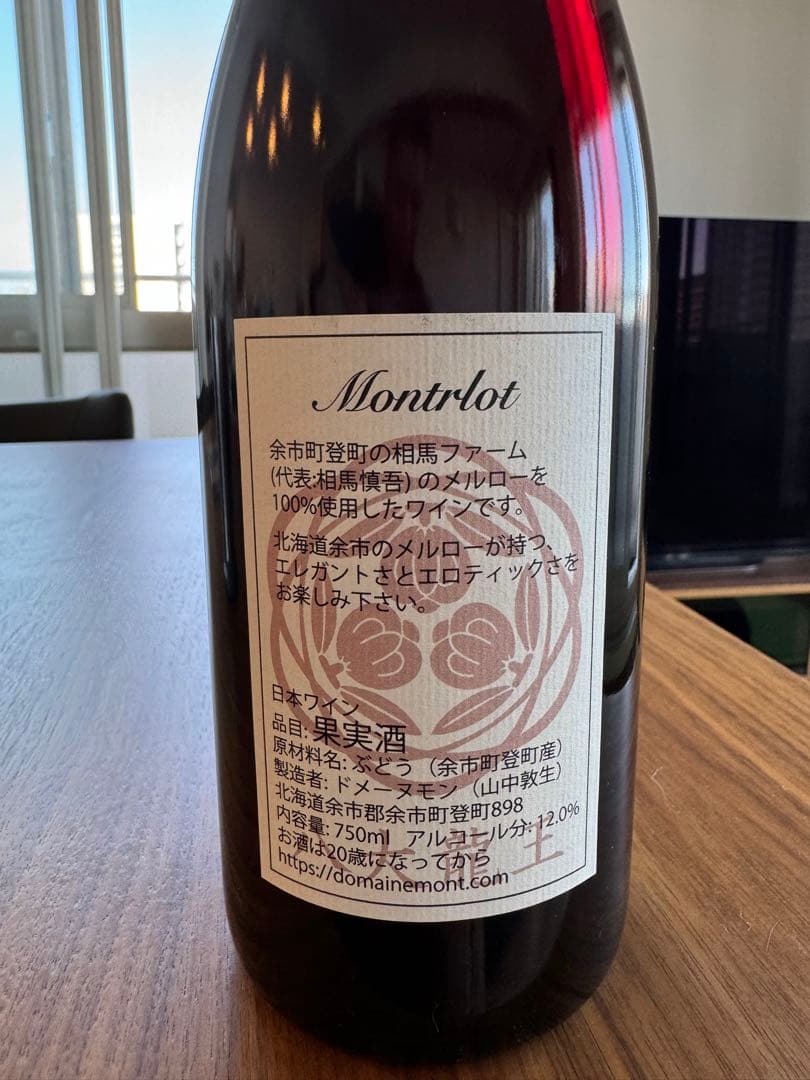 Montrlot
余市町登町の相馬ファーム
(代表:相馬慎吾)のメルローを
100%使用したワインです。
北海道余市のメルローが持つ、
エレガントさとエロティックさを
お楽しみ下さい。
日本ワイン
品目: 果実酒
原材料名: ぶどう（余市町登町産）
製造者: ドメーヌモン（山中敦生）
北海道余市郡余市町登町898
内容量: 750ml アルコール分: 12.0%
お酒は20歳になってから
https://domainemont.com
龍王